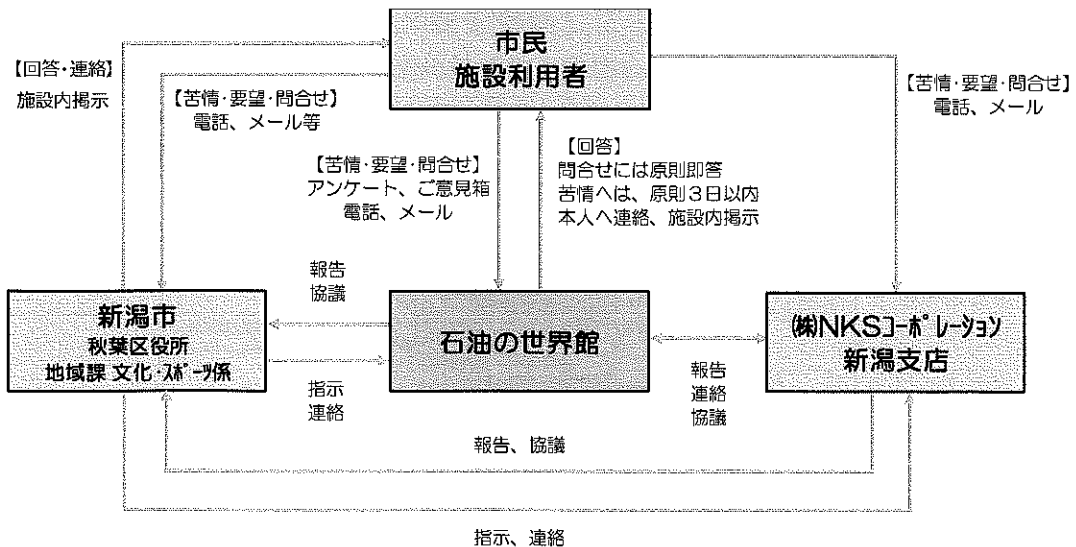 市民
施設利用者
【回答・連絡】
施設内掲示
【苦情・要望・問合せ】
電話、メール等
【苦情・要望・問合せ】
アンケート、ご意見箱
電話、メール
【回答】
問合せには原則即答
苦情へは、原則3日以内
本人へ連絡、施設内掲示
【苦情・要望・問合せ】
電話、メール
新潟市
秋葉区役所
地域課 文化・ｽﾎﾟｰﾂ係
報告
協議
指示
連絡
石油の世界館
報告
連絡
協議
㈱NKSｺｰﾎﾟﾚｰｼｮﾝ
新潟支店
報告、協議
指示、連絡